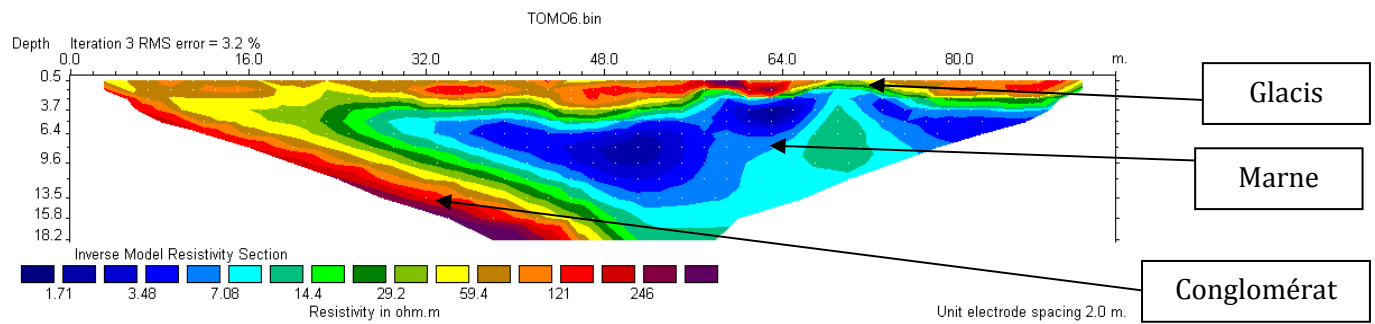 TOMO6.bin
Depth Iteration 3 RMS error = 3.2 %
0.0 16.0 32.0 48.0 64.0 80.0 m.
0.5
3.7
6.4
9.6
13.5
15.8
18.2
Glacis
Marne
Conglomérat
Inverse Model Resistivity Section
1.71 3.48 7.08 14.4 29.2 59.4 121 246
Resistivity in ohm.m
Unit electrode spacing 2.0 m.